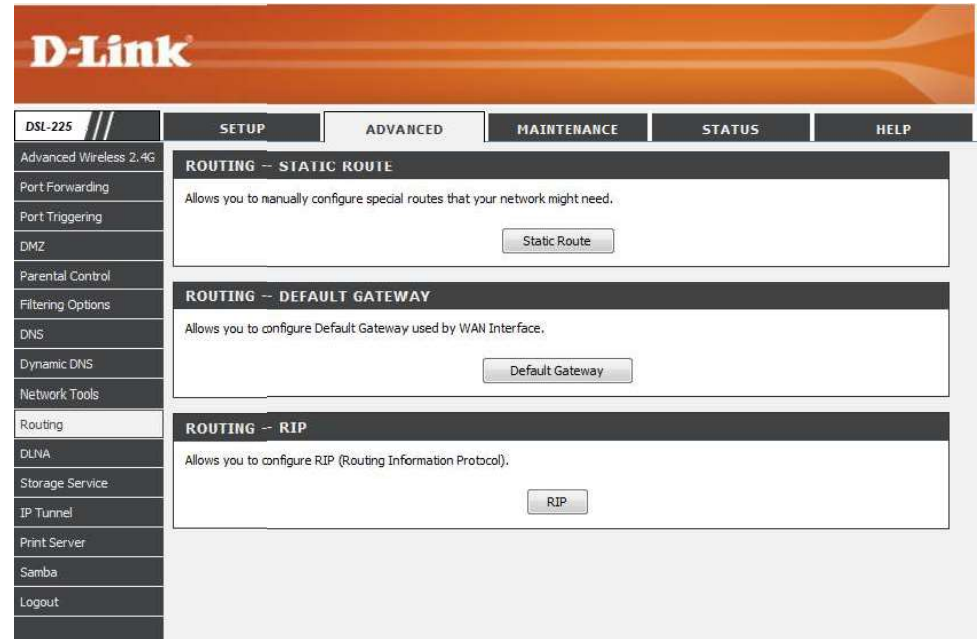 D-Link
DSL-225
SETUP ADVANCED MAINTENANCE STATUS HELP
Advanced Wireless 2.4G
Port Forwarding
Port Triggering
DMZ
Parental Control
Filtering Options
DNS
Dynamic DNS
Network Tools
Routing
DLNA
Storage Service
IP Tunnel
Print Server
Samba
Logout
ROUTING -- STATIC ROUTE
Allows you to manually configure special routes that your network might need.
Static Route
ROUTING -- DEFAULT GATEWAY
Allows you to configure Default Gateway used by WAN Interface.
Default Gateway
ROUTING -- RIP
Allows you to configure RIP (Routing Information Protocol).
RIP